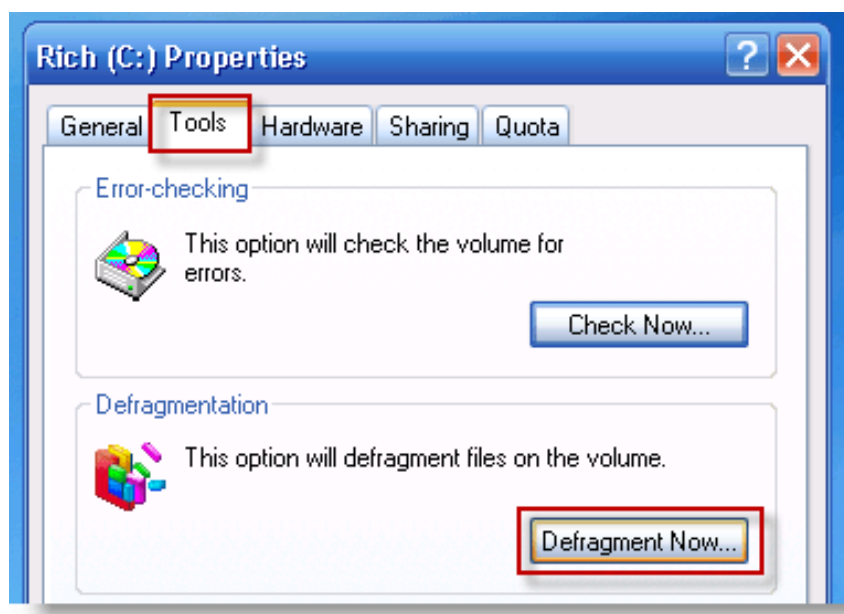 Rich (C:) Properties
General Tools Hardware Sharing Quota
Error-checking
This option will check the volume for
errors.
Check Now...
Defragmentation
This option will defragment files on the volume.
Defragment Now...